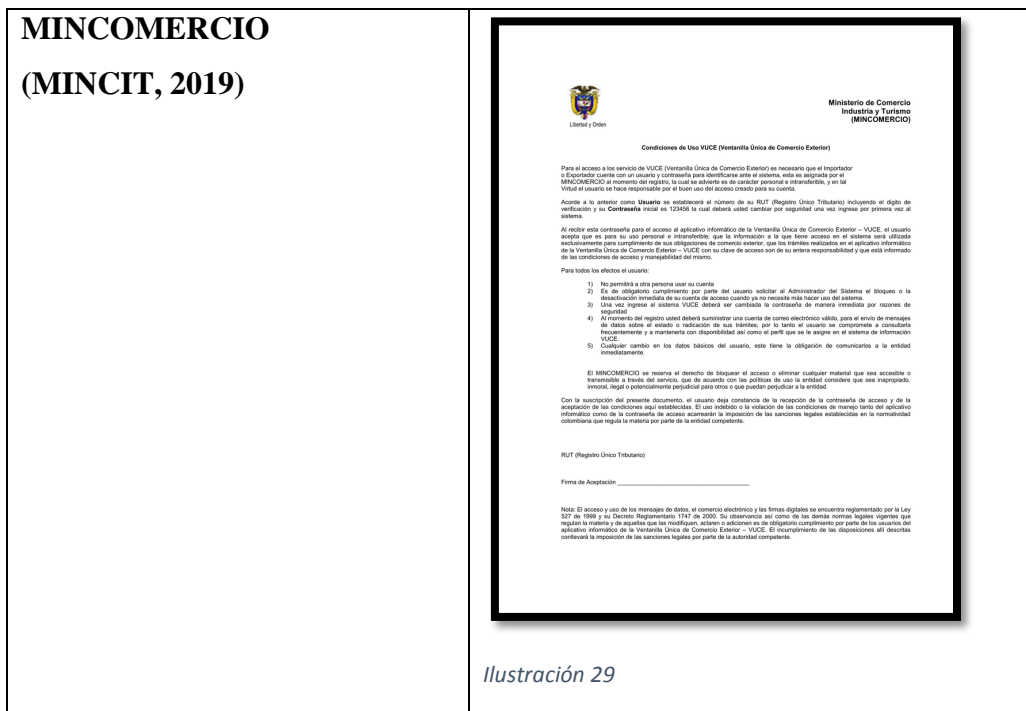 MINCOMERCIO
(MINCIT, 2019)
Libertad y Orden
Ministerio de Comercio
Industria y Turismo
(MINCOMERCIO)
Condiciones de Uso VUCE (Ventanilla Única de Comercio Exterior)
Para el acceso a los servicio de VUCE (Ventanilla Única de Comercio Exterior) es necesario que el Importador
o Exportador cuente con un usuario y contraseña para identificarse ante el sistema, esta es asignada por el
MINCOMERCIO al momento del registro, la cual se advierte es de carácter personal e intransferible, y en tal
Virtud el usuario se hace responsable por el buen uso del acceso creado para su cuenta.
Acorde a lo anterior como Usuario se establecerá el número de su RUT (Registro Único Tributario) incluyendo el digito de
verificación y su Contraseña inicial es 123456 la cual deberá usted cambiar por seguridad una vez ingrese por primera vez al
sistema.
Al recibir esta contraseña para el acceso al aplicativo informático de la Ventanilla Única de Comercio Exterior – VUCE, el usuario
acepta que es para su uso personal e intransferible; que la información a la que tiene acceso en el sistema será utilizada
exclusivamente para cumplimiento de sus obligaciones de comercio exterior, que los trámites realizados en el aplicativo informático
de la Ventanilla Única de Comercio Exterior – VUCE con su clave de acceso son de su entera responsabilidad y que está informado
de las condiciones de acceso y manejabilidad del mismo.
Para todos los efectos el usuario:
1) No permitirá a otra persona usar su cuenta
2) Es de obligatorio cumplimiento por parte del usuario solicitar al Administrador del Sistema el bloqueo o la
desactivación inmediata de su cuenta de acceso cuando ya no necesite más hacer uso del sistema.
3) Una vez ingrese al sistema VUCE deberá ser cambiada la contraseña de manera inmediata por razones de
seguridad
4) Al momento del registro usted deberá suministrar una cuenta de correo electrónico válido, para el envío de mensajes
de datos sobre el estado o radicación de sus trámites; por lo tanto el usuario se compromete a consultarla
frecuentemente y a mantenerla con disponibilidad así como el perfil que se le asigne en el sistema de información
VUCE.
5) Cualquier cambio en los datos básicos del usuario, este tiene la obligación de comunicarlos a la entidad
inmediatamente.
El MINCOMERCIO se reserva el derecho de bloquear el acceso o eliminar cualquier material que sea accesible o
transmisible a través del servicio, que de acuerdo con las políticas de uso la entidad considere que sea inapropiado,
inmoral, ilegal o potencialmente perjudicial para otros o que puedan perjudicar a la entidad.
Con la suscripción del presente documento, el usuario deja constancia de la recepción de la contraseña de acceso y de la
aceptación de las condiciones aquí establecidas. El uso indebido o la violación de las condiciones de manejo tanto del aplicativo
informático como de la contraseña de acceso acarrearán la imposición de las sanciones legales establecidas en la normatividad
colombiana que regula la materia por parte de la entidad competente.
RUT (Registro Único Tributario)
Firma de Aceptación ________________________________________
Nota: El acceso y uso de los mensajes de datos, el comercio electrónico y las firmas digitales se encuentra reglamentado por la Ley
527 de 1999 y su Decreto Reglamentario 1747 de 2000. Su observancia así como de las demás normas legales vigentes que
regulan la materia y de aquellas que las modifiquen, aclaren o adicionen es de obligatorio cumplimiento por parte de los usuarios del
aplicativo informático de la Ventanilla Única de Comercio Exterior – VUCE. El incumplimiento de las disposiciones allí descritas
conllevará la imposición de las sanciones legales por parte de la autoridad competente.
Ilustración 29